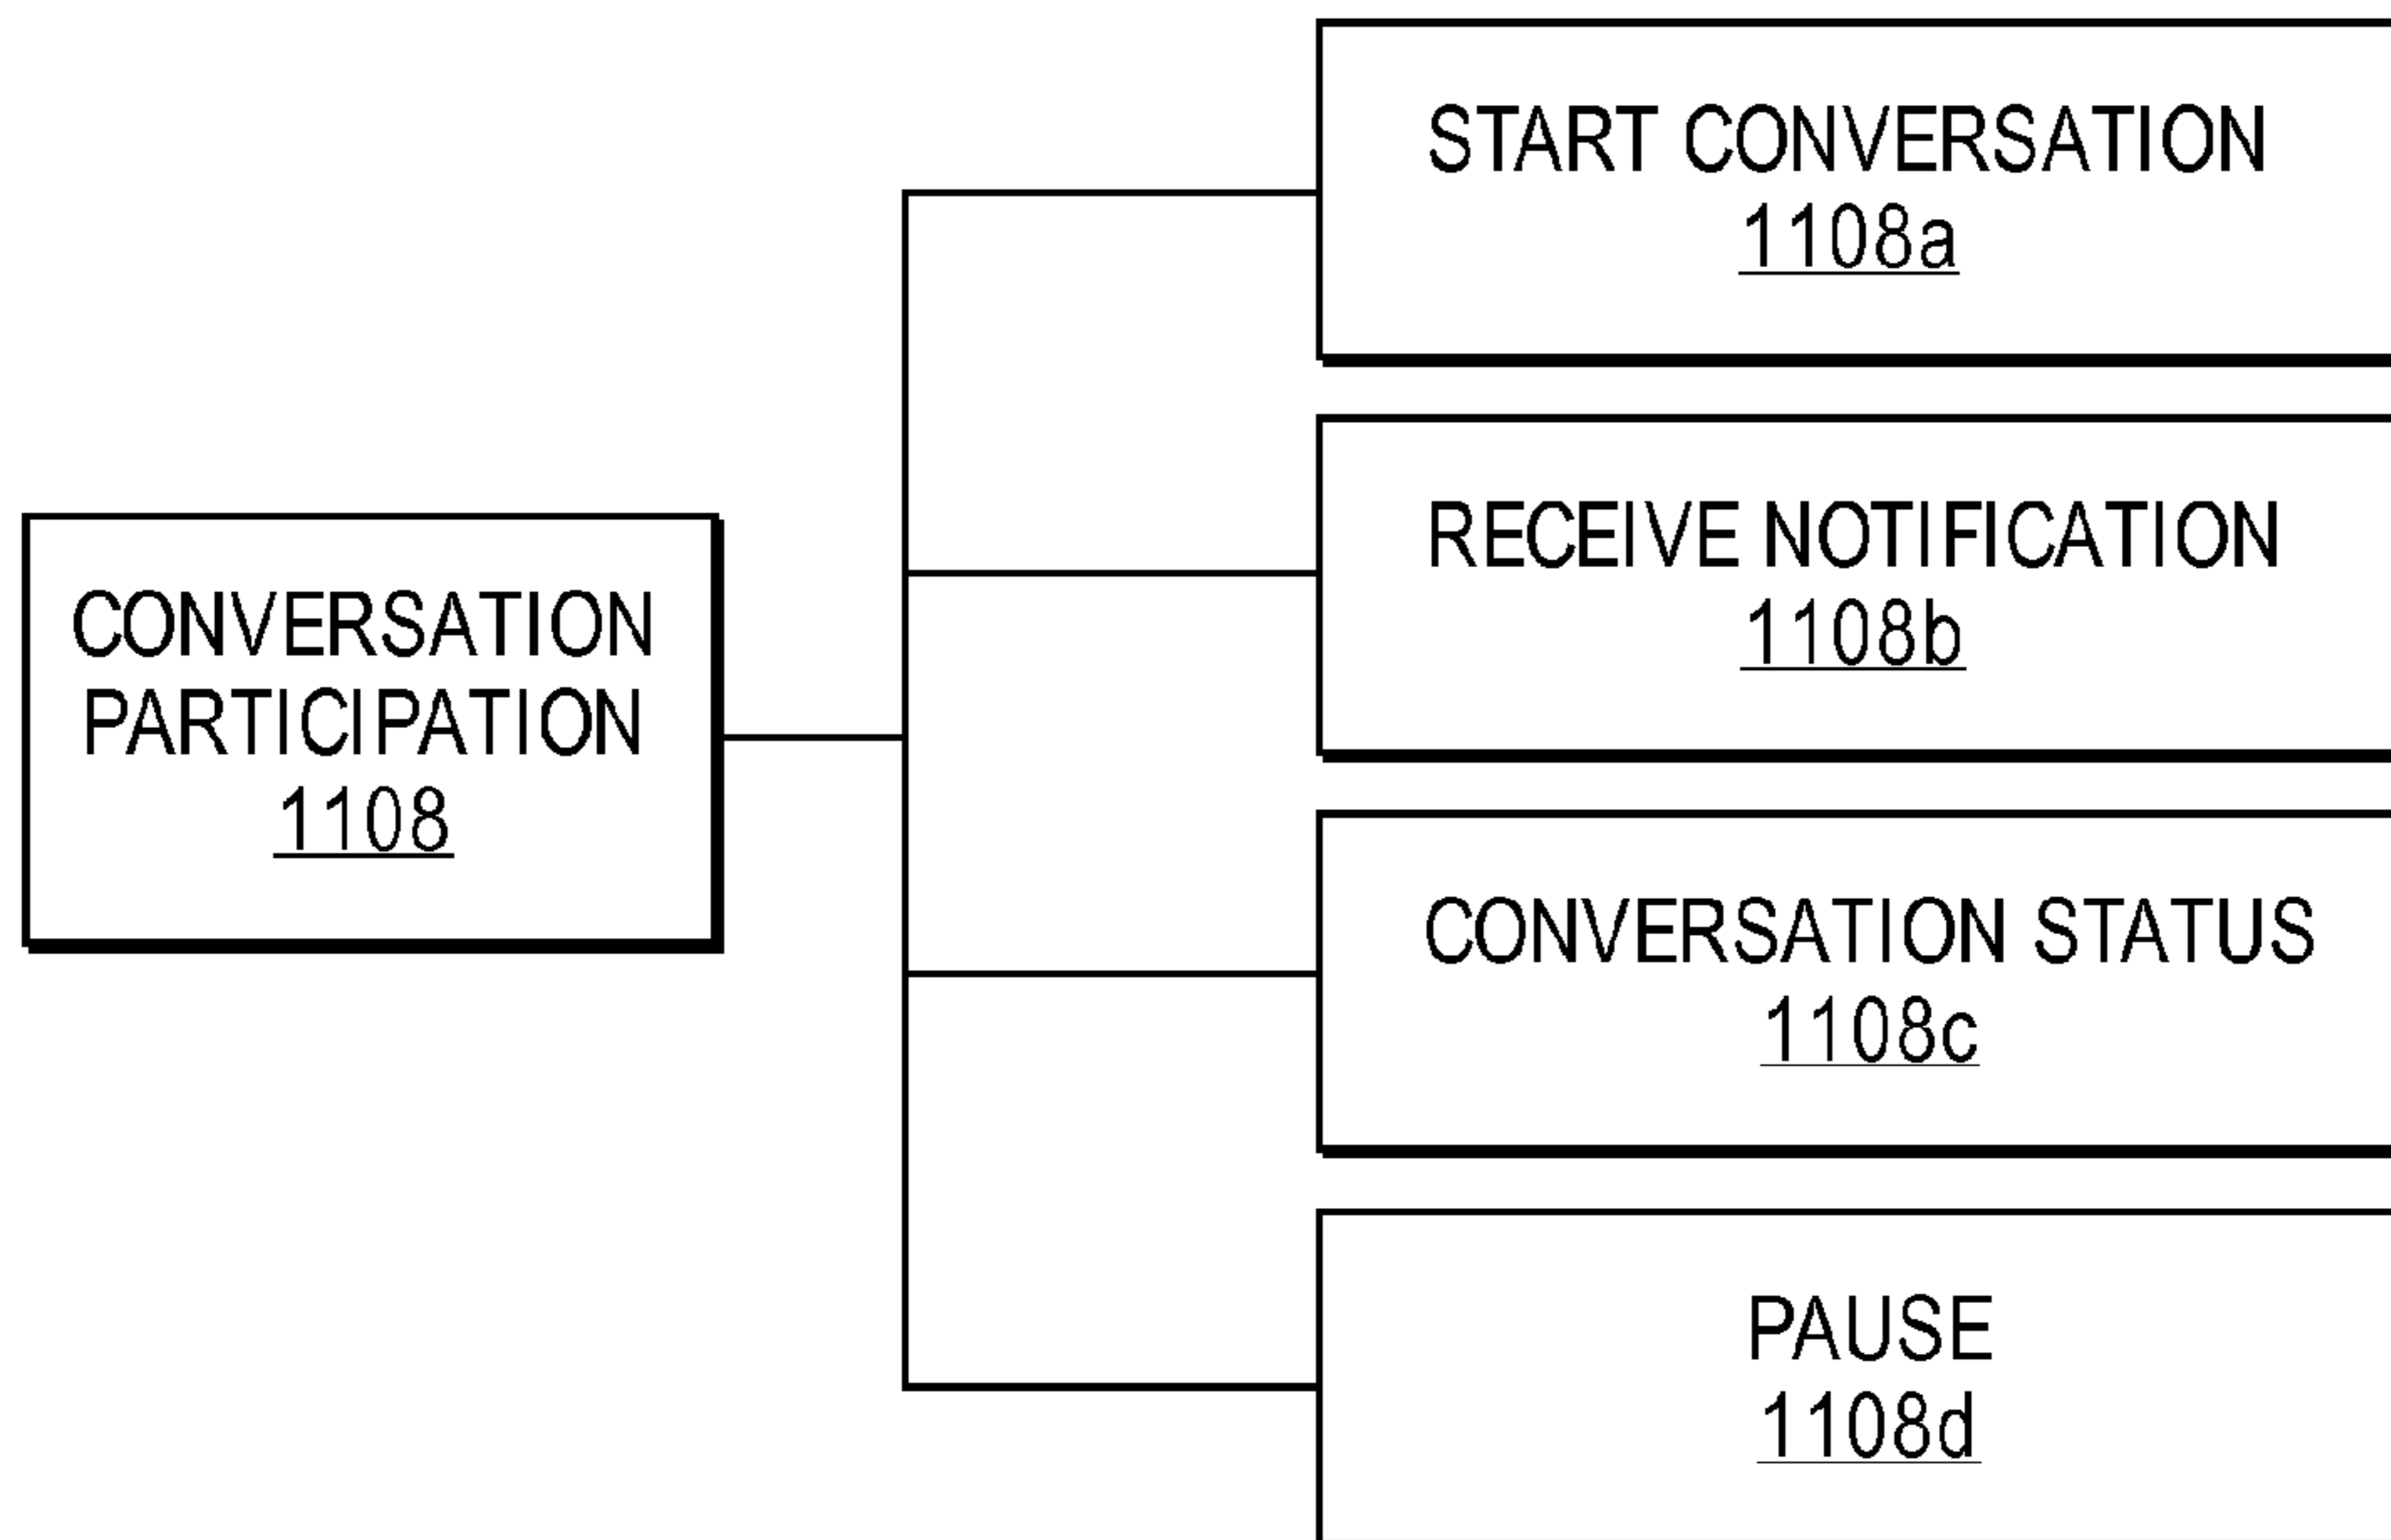 START CONVERSATION
1108a
RECEIVE NOTIFICATION
1108b
CONVERSATION
PARTICIPATION
1108
CONVERSATION STATUS
1108c
PAUSE
1108d